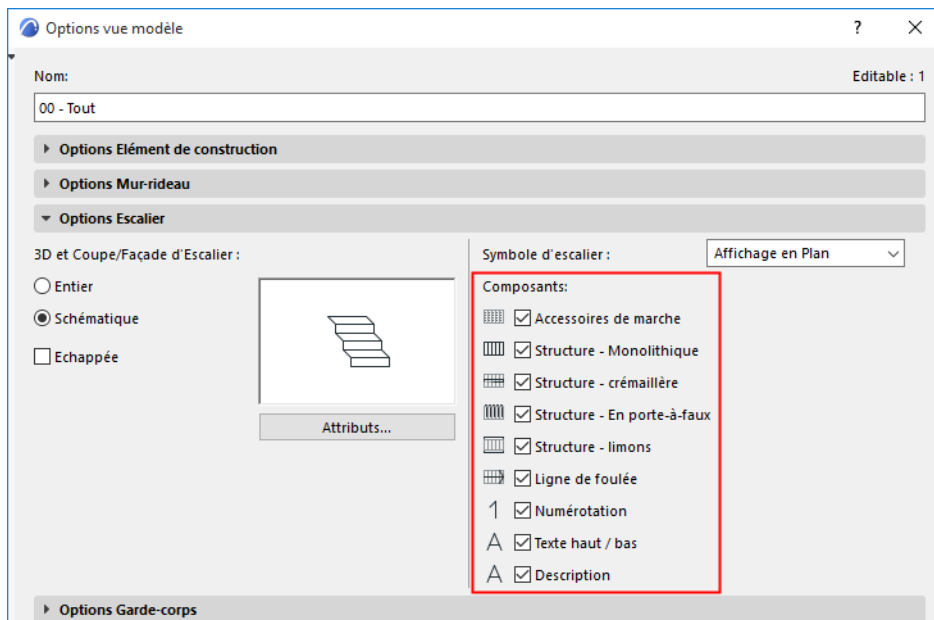 Options vue modèle
?
Nom:
Editable : 1
00 - Tout
Options Elément de construction
Options Mur-rideau
Options Escalier
3D et Coupe/Façade d'Escalier :
Entier
Schématique
Echappée
Attributs...
Symbole d'escalier :
Affichage en Plan
Composants:
Accessoires de marche
Structure - Monolithique
Structure - crémaillère
Structure - En porte-à-faux
Structure - limons
Ligne de foulée
1 Numérotation
A Texte haut / bas
A Description
Options Garde-corps